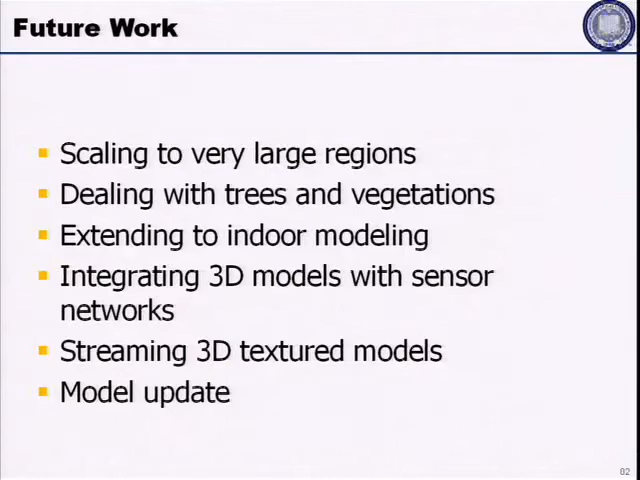 Future Work
Scaling to very large regions
Dealing with trees and vegetations
Extending to indoor modeling
Integrating 3D models with sensor
networks
Streaming 3D textured models
Model update